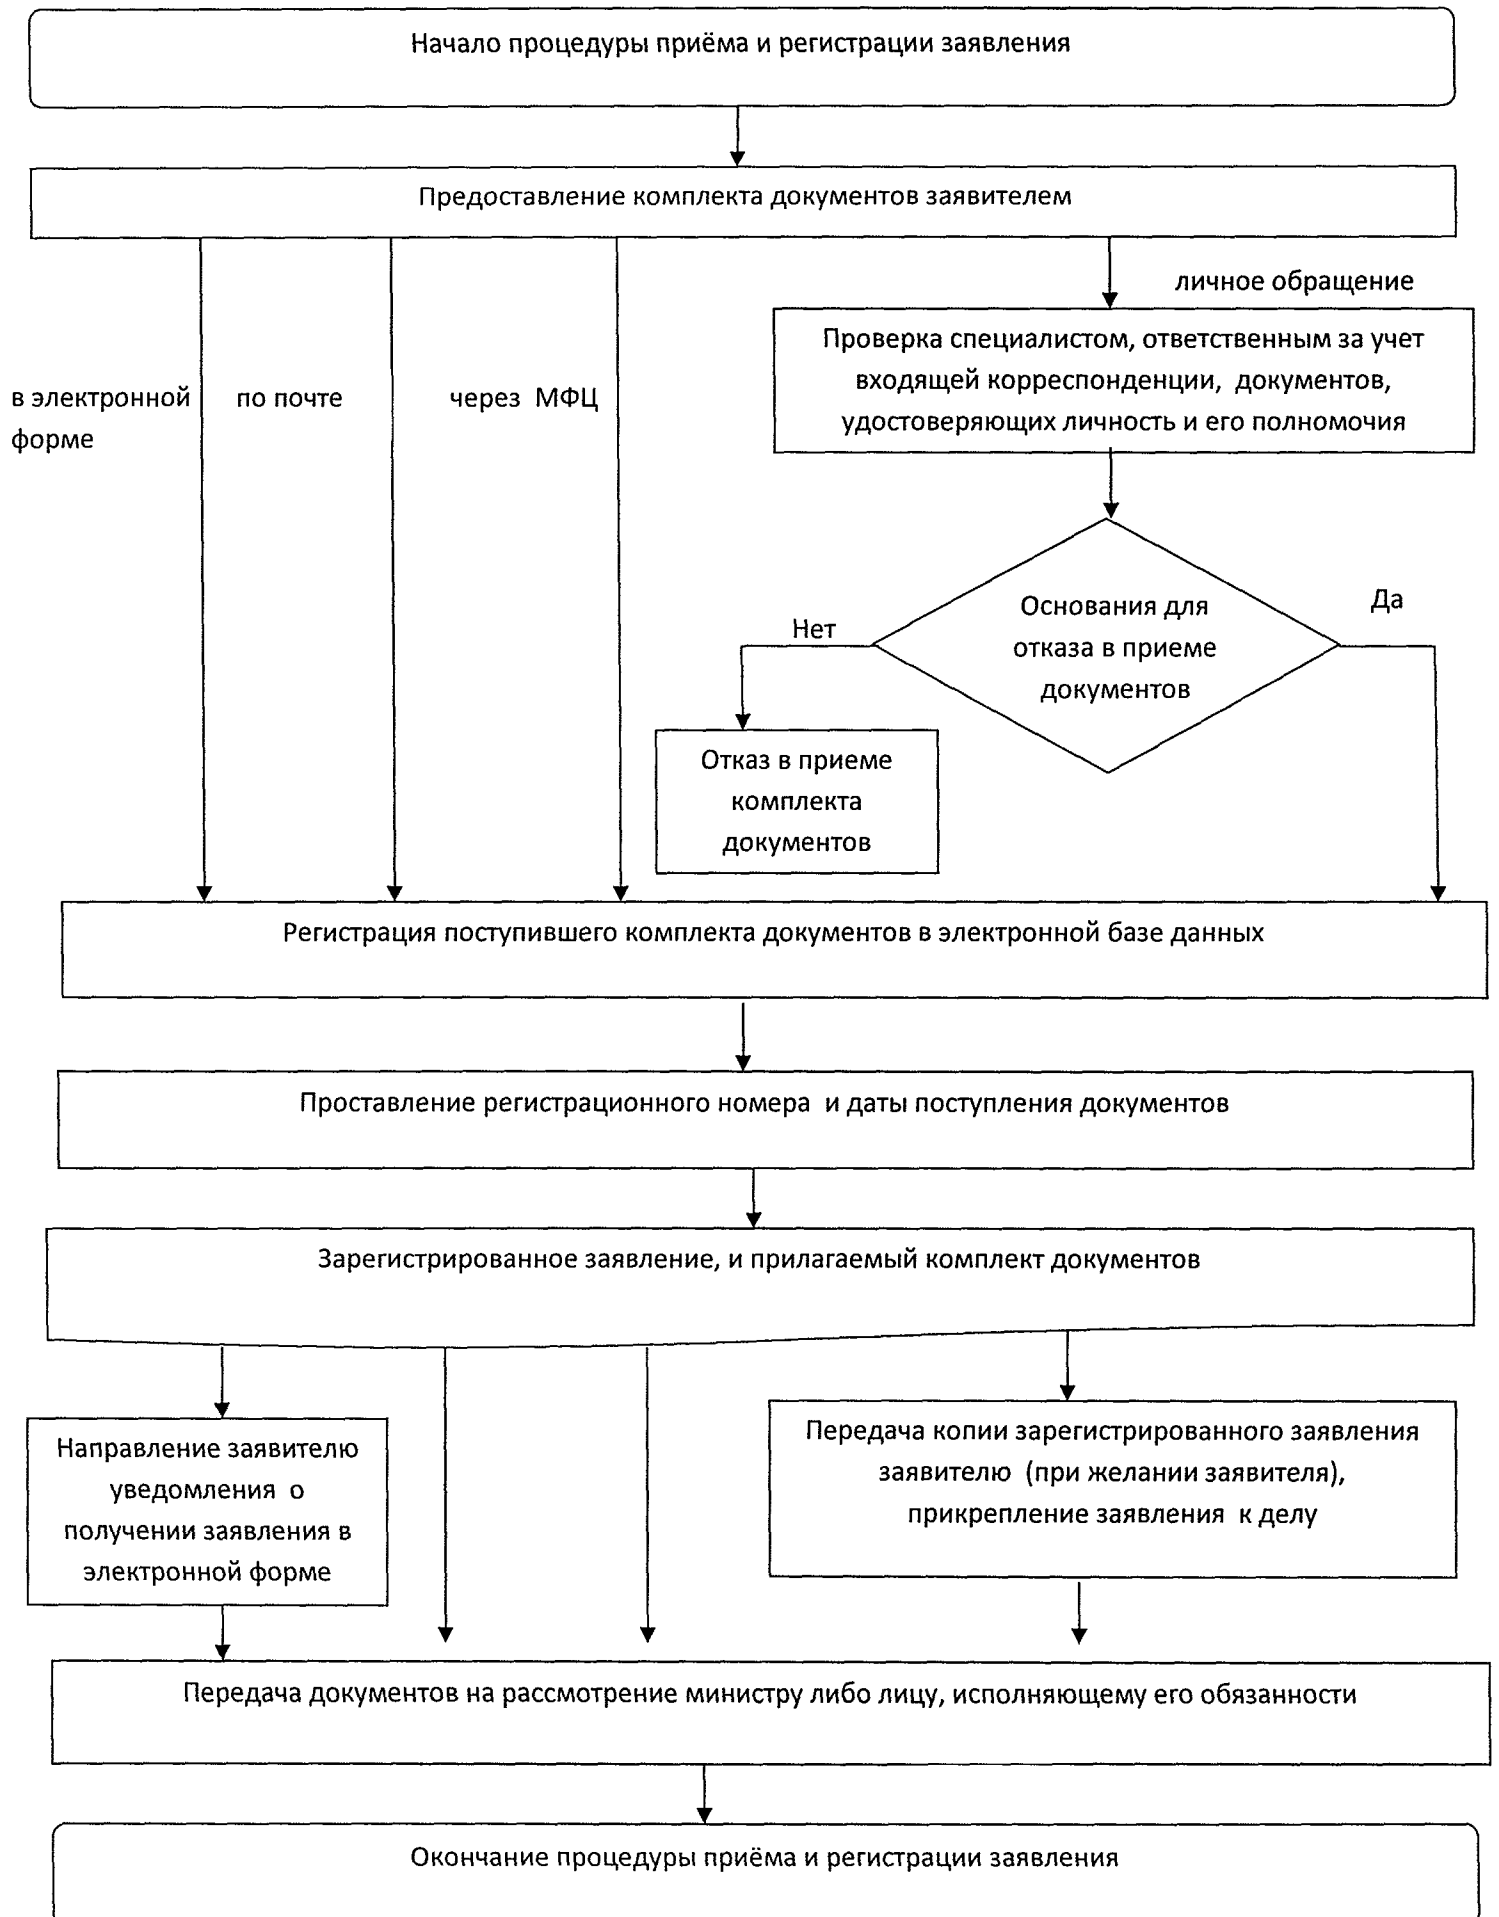 Начало процедуры приёма и регистрации заявления
Предоставление комплекта документов заявителем
личное обращение
Проверка специалистом, ответственным за учет
входящей корреспонденции, документов,
удостоверяющих личность и его полномочия
в электронной
форме
по почте
через МФЦ
Основания для
отказа в приеме
документов
Нет
Да
Отказ в приеме
комплекта
документов
Регистрация поступившего комплекта документов в электронной базе данных
Проставление регистрационного номера и даты поступления документов
Зарегистрированное заявление, и прилагаемый комплект документов
Направление заявителю
уведомления о
получении заявления в
электронной форме
Передача копии зарегистрированного заявления
заявителю (при желании заявителя),
прикрепление заявления к делу
Передача документов на рассмотрение министру либо лицу, исполняющему его обязанности
Окончание процедуры приёма и регистрации заявления